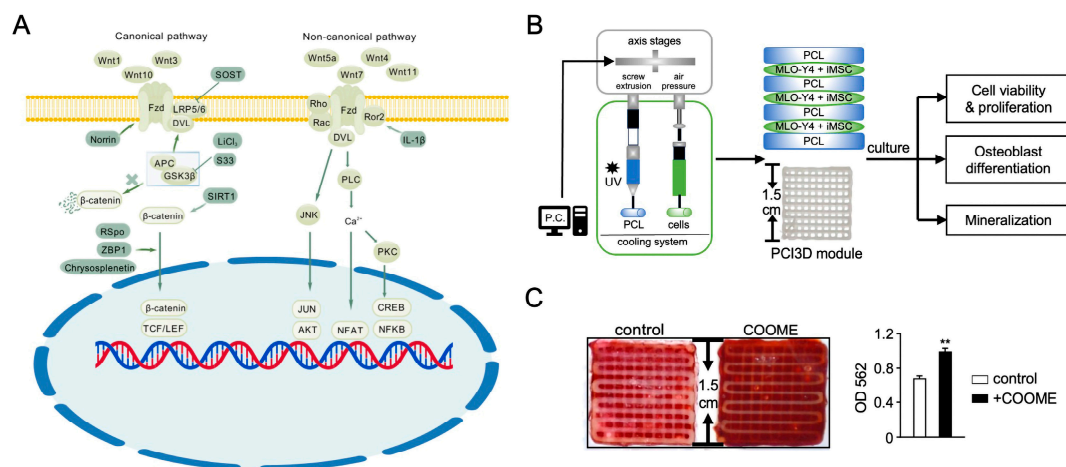 A
Canonical pathway
Non-canonical pathway
Wnt1
Wnt3
Wnt10
Wnt5a
Wnt4
Wnt7
Wnt11
SOST
Fzd
LRP5/6
DVL
Rho
Rac
Fzd
Ror2
DVL
Norrin
IL-1β
LiCl₂
S33
APC
GSK3β
β-catenin
SIRT1
β-catenin
PLC
JNK
Ca²⁺
PKC
RSpo
ZBP1
Chrysosplenetin
β-catenin
TCF/LEF
JUN
AKT
NFAT
CREB
NFKB
B
axis stages
screw
extrusion
air
pressure
UV
P.C.
PCL
cells
cooling system
PCL
MLO-Y4 + iMSC
PCL
MLO-Y4 + iMSC
PCL
MLO-Y4 + iMSC
PCL
1.5
cm
PCI3D module
culture
Cell viability
& proliferation
Osteoblast
differentiation
Mineralization
C
control
COOME
1.5
cm
OD 562
1.2
0.8
0.4
0
**
control
+COOME